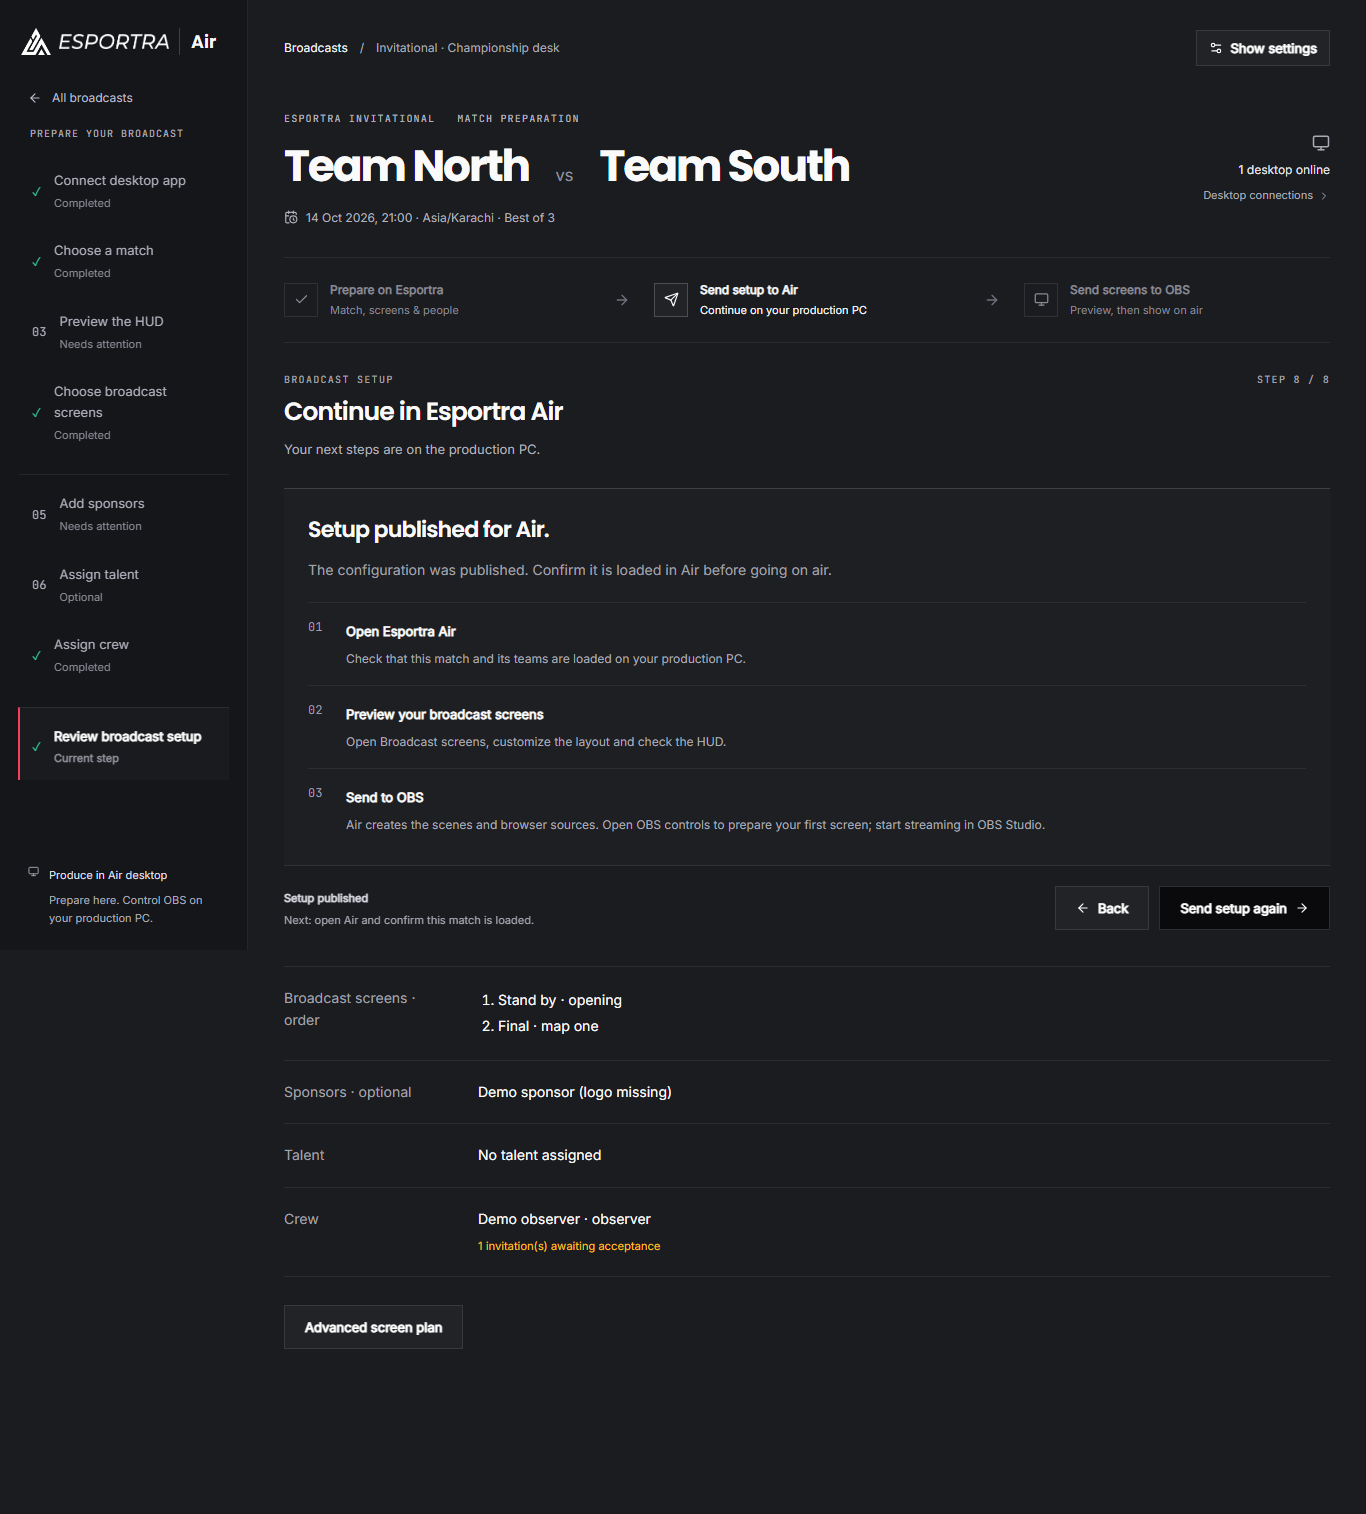 ESPORTRA Air
All broadcasts
PREPARE YOUR BROADCAST
Connect desktop app
Completed
Choose a match
Completed
03 Preview the HUD
Needs attention
Choose broadcast
screens
Completed
05 Add sponsors
Needs attention
06 Assign talent
Optional
Assign crew
Completed
Review broadcast setup
Current step
Produce in Air desktop
Prepare here. Control OBS on
your production PC.
Broadcasts / Invitational · Championship desk
Show settings
ESPORTRA INVITATIONAL MATCH PREPARATION
Team North vs Team South
14 Oct 2026, 21:00 · Asia/Karachi · Best of 3
1 desktop online
Desktop connections
Prepare on Esportra
Match, screens & people
Send setup to Air
Continue on your production PC
Send screens to OBS
Preview, then show on air
BROADCAST SETUP
STEP 8 / 8
Continue in Esportra Air
Your next steps are on the production PC.
Setup published for Air.
The configuration was published. Confirm it is loaded in Air before going on air.
01 Open Esportra Air
Check that this match and its teams are loaded on your production PC.
02 Preview your broadcast screens
Open Broadcast screens, customize the layout and check the HUD.
03 Send to OBS
Air creates the scenes and browser sources. Open OBS controls to prepare your first screen; start streaming in OBS Studio.
Setup published
Next: open Air and confirm this match is loaded.
Back
Send setup again
Broadcast screens ·
order
1. Stand by · opening
2. Final · map one
Sponsors · optional
Demo sponsor (logo missing)
Talent
No talent assigned
Crew
Demo observer · observer
1 invitation(s) awaiting acceptance
Advanced screen plan